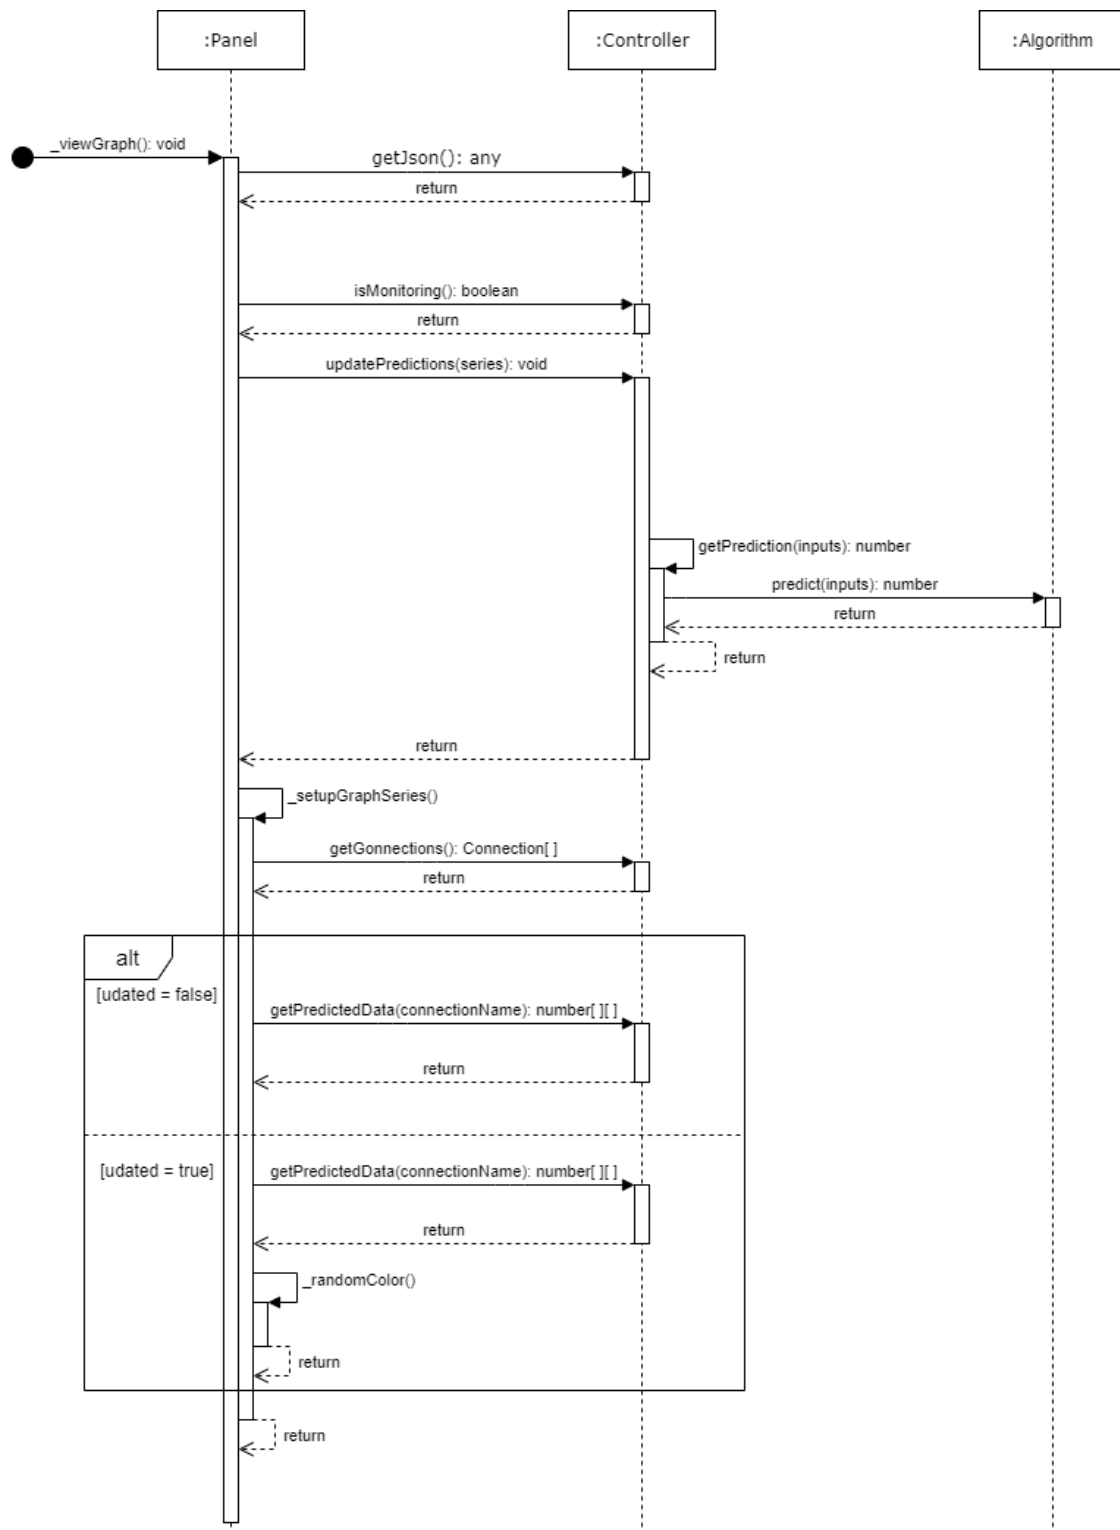 :Panel
:Controller
:Algorithm
_viewGraph(): void
getJson(): any
return
isMonitoring(): boolean
return
updatePredictions(series): void
getPrediction(inputs): number
predict(inputs): number
return
return
return
_setupGraphSeries()
getGonnections(): Connection[ ]
return
alt
[udated = false]
getPredictedData(connectionName): number[ ][ ]
return
[udated = true]
getPredictedData(connectionName): number[ ][ ]
return
_randomColor()
return
return